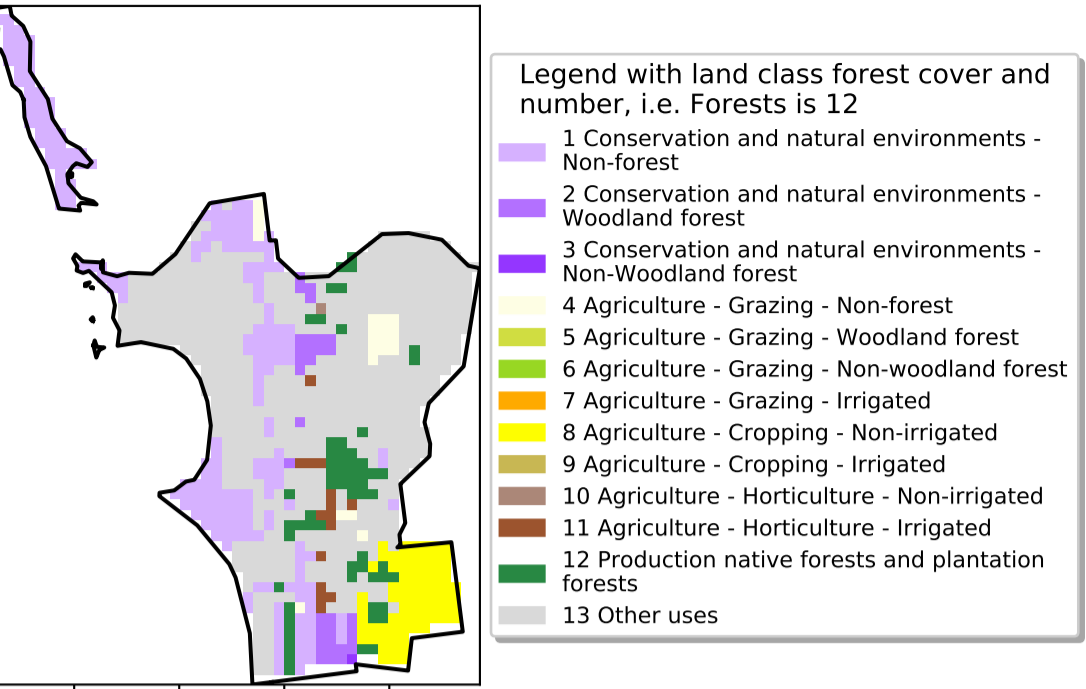 Legend with land class forest cover and
number, i.e. Forests is 12
1 Conservation and natural environments -
Non-forest
2 Conservation and natural environments -
Woodland forest
3 Conservation and natural environments -
Non-Woodland forest
4 Agriculture - Grazing - Non-forest
5 Agriculture - Grazing - Woodland forest
6 Agriculture - Grazing - Non-woodland forest
7 Agriculture - Grazing - Irrigated
8 Agriculture - Cropping - Non-irrigated
9 Agriculture - Cropping - Irrigated
10 Agriculture - Horticulture - Non-irrigated
11 Agriculture - Horticulture - Irrigated
12 Production native forests and plantation
forests
13 Other uses